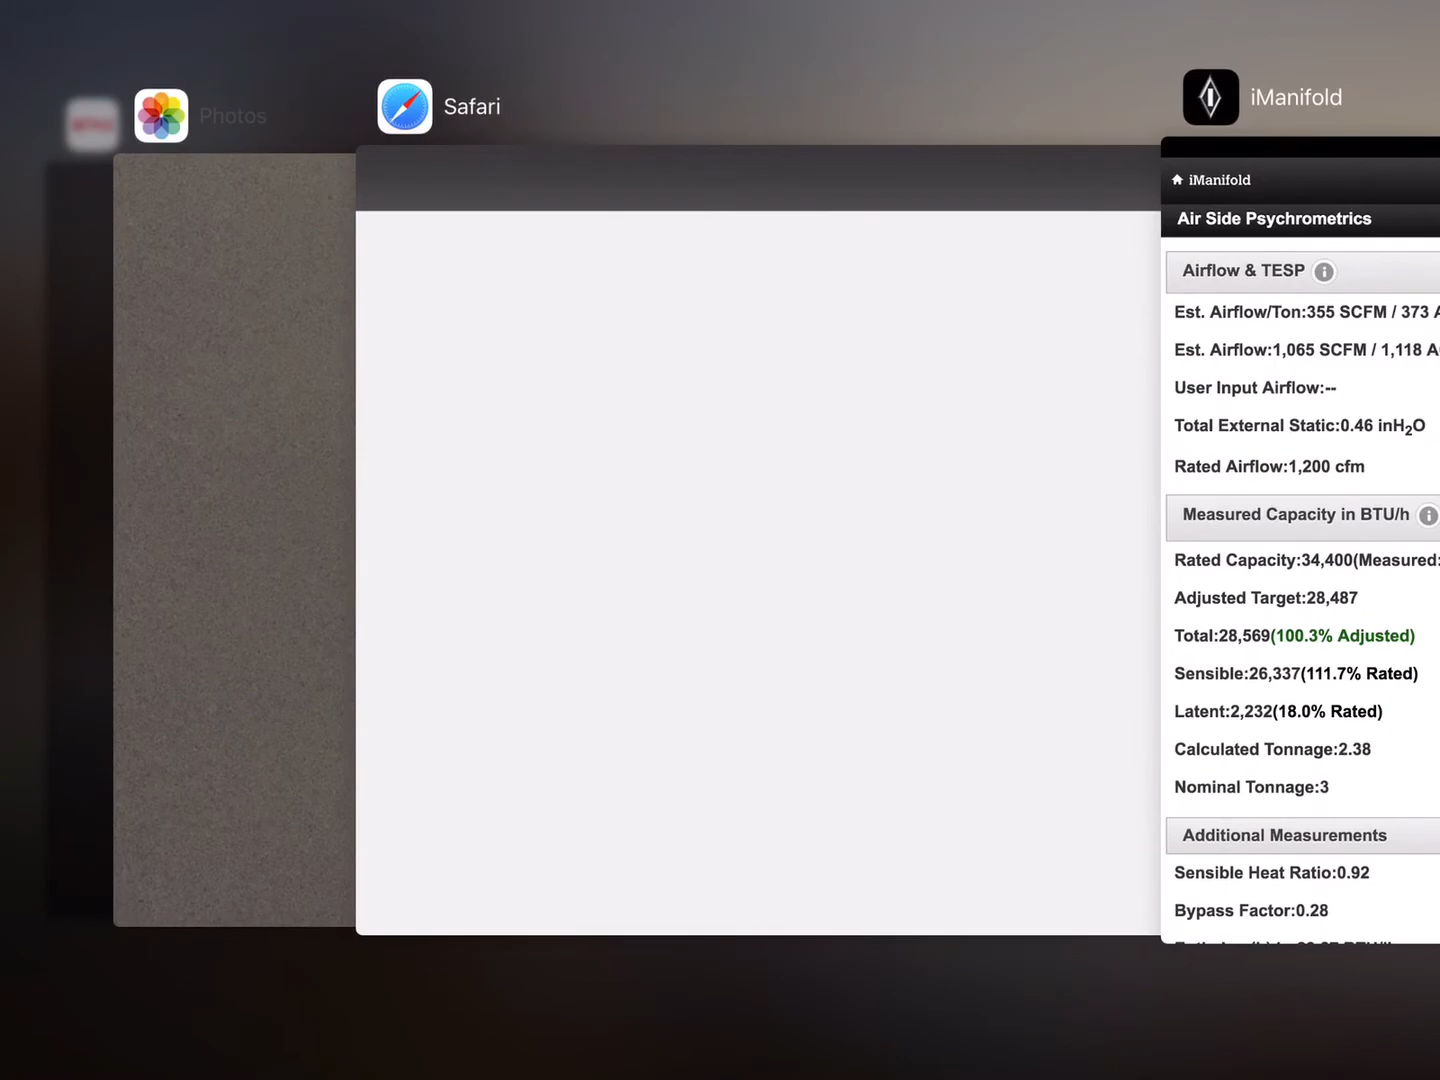 Photos
Safari
iManifold
iManifold
Air Side Psychrometrics
Airflow & TESP
Est. Airflow/Ton:355 SCFM / 373 A
Est. Airflow:1,065 SCFM / 1,118 A
User Input Airflow:--
Total External Static:0.46 inH₂O
Rated Airflow:1,200 cfm
Measured Capacity in BTU/h
Rated Capacity:34,400(Measured:
Adjusted Target:28,487
Total:28,569(100.3% Adjusted)
Sensible:26,337(111.7% Rated)
Latent:2,232(18.0% Rated)
Calculated Tonnage:2.38
Nominal Tonnage:3
Additional Measurements
Sensible Heat Ratio:0.92
Bypass Factor:0.28